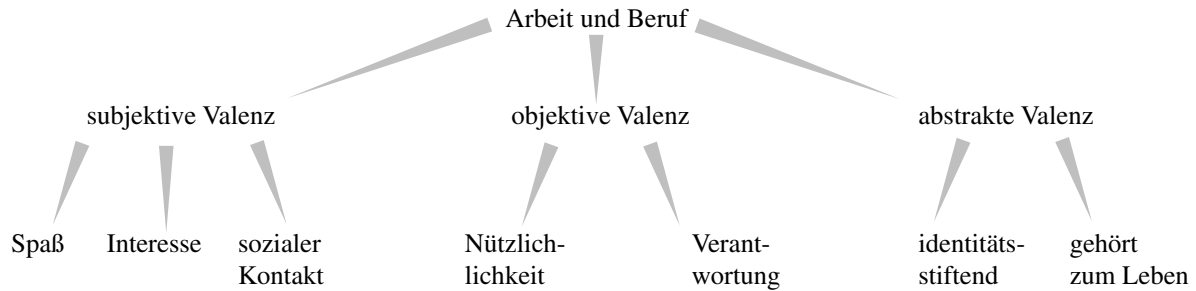 Arbeit und Beruf
subjektive Valenz objektive Valenz abstrakte Valenz
Spaß Interesse sozialer Nützlich- Verant- identitäts- gehört
Kontakt lichkeit wortung stiftend zum Leben